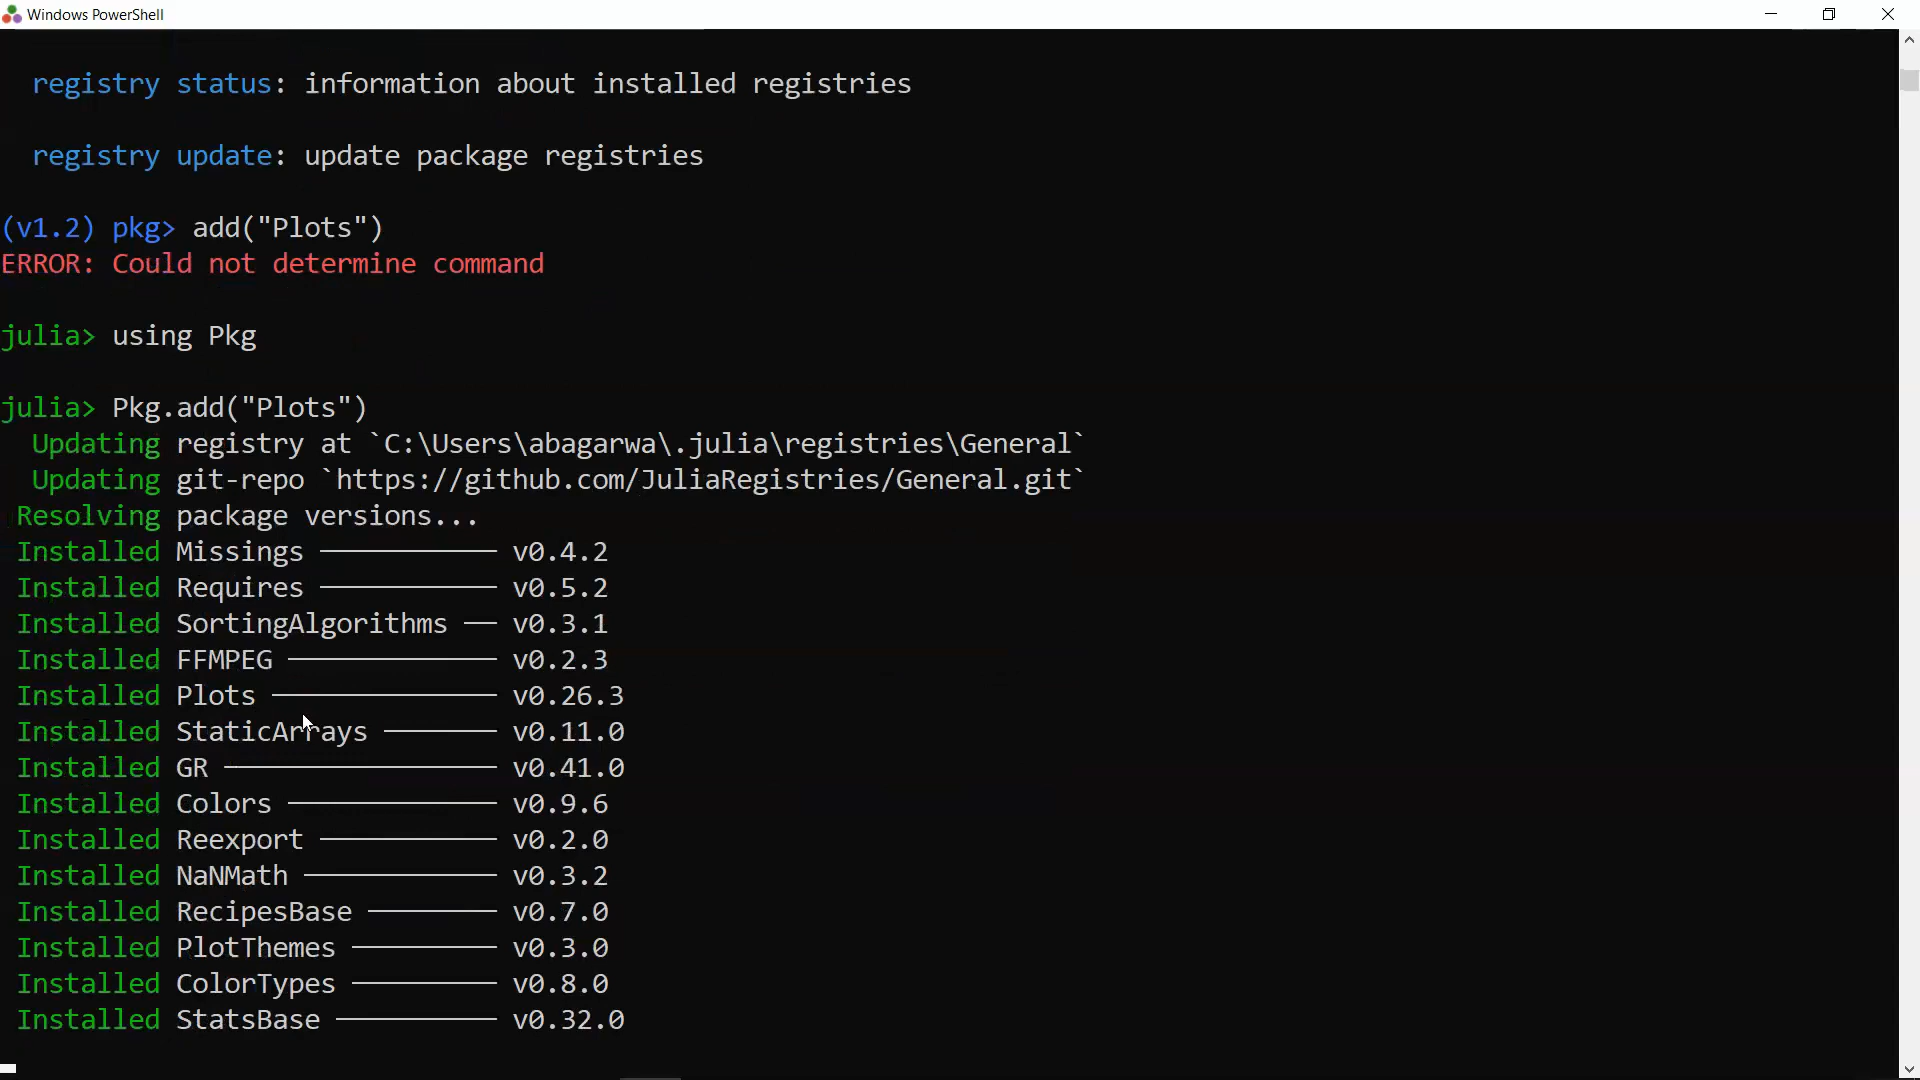 Windows PowerShell
registry status: information about installed registries
registry update: update package registries
(v1.2) pkg> add("Plots")
ERROR: Could not determine command
julia> using Pkg
julia> Pkg.add("Plots")
Updating registry at `C:\Users\abagarwa\.julia\registries\General`
Updating git-repo `https://github.com/JuliaRegistries/General.git`
Resolving package versions...
Installed Missings ─────────── v0.4.2
Installed Requires ─────────── v0.5.2
Installed SortingAlgorithms ── v0.3.1
Installed FFMPEG ───────────── v0.2.3
Installed Plots ────────────── v0.26.3
Installed StaticArrays ─────── v0.11.0
Installed GR ───────────────── v0.41.0
Installed Colors ───────────── v0.9.6
Installed Reexport ─────────── v0.2.0
Installed NaNMath ──────────── v0.3.2
Installed RecipesBase ──────── v0.7.0
Installed PlotThemes ───────── v0.3.0
Installed ColorTypes ───────── v0.8.0
Installed StatsBase ────────── v0.32.0